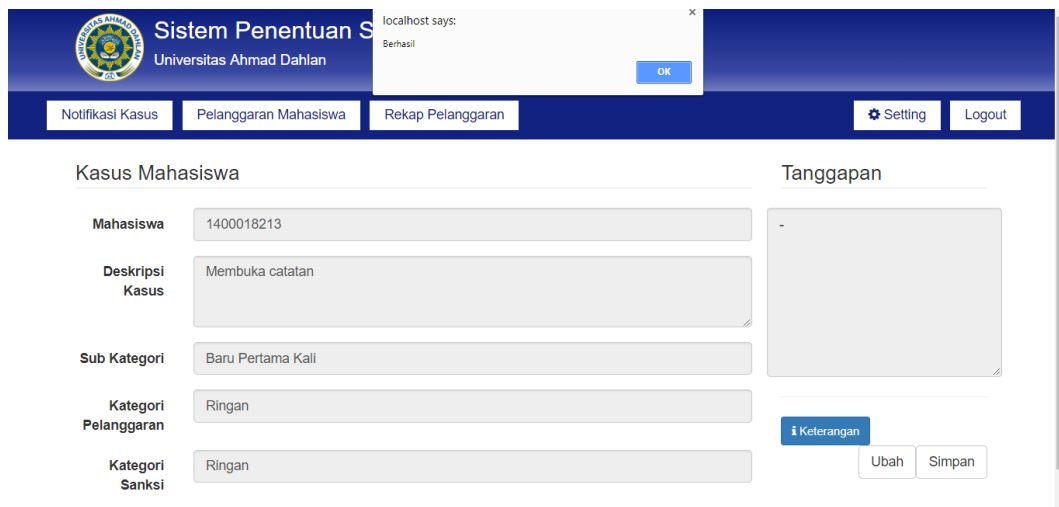 Sistem Penentuan S
Universitas Ahmad Dahlan
localhost says:
Berhasil
OK
Notifikasi Kasus Pelanggaran Mahasiswa Rekap Pelanggaran Setting Logout
Kasus Mahasiswa
Mahasiswa 1400018213
Deskripsi Kasus Membuka catatan
Sub Kategori Baru Pertama Kali
Kategori Pelanggaran Ringan
Kategori Sanksi Ringan
Tanggapan
-
Keterangan
Ubah Simpan